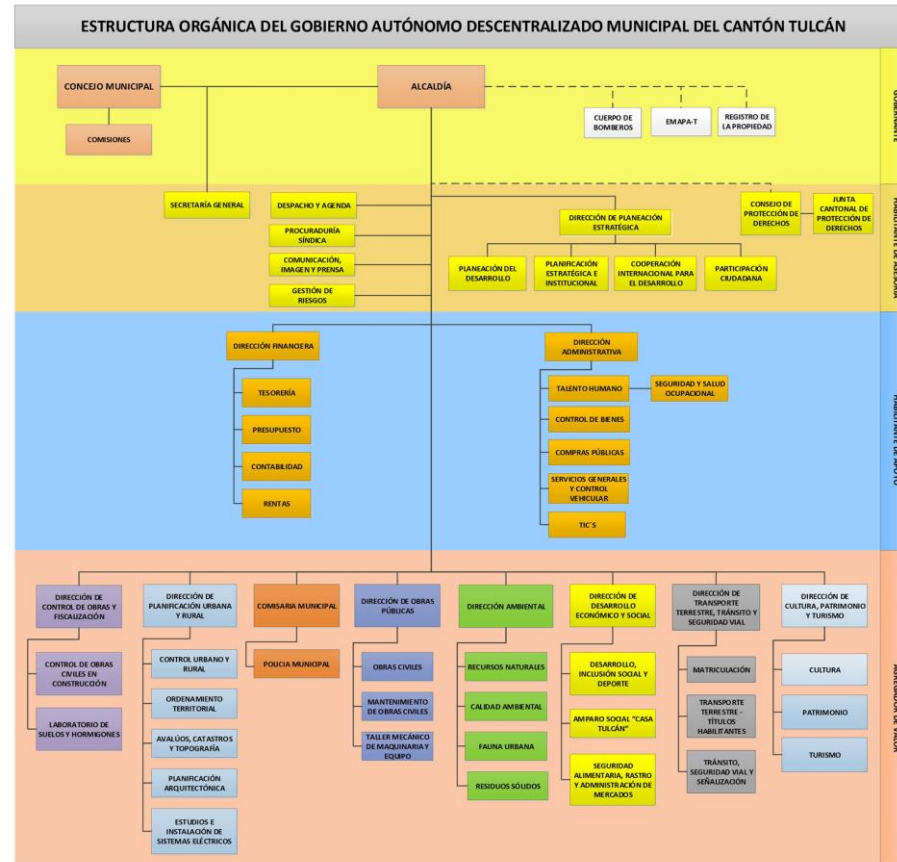 ESTRUCTURA ORGÁNICA DEL GOBIERNO AUTÓNOMO DESCENTRALIZADO MUNICIPAL DEL CANTÓN TULCÁN
CONCEJO MUNICIPAL
ALCALDÍA
COMISIONES
CUERPO DE
BOMBEROS
EMAPA-T
REGISTRO DE
LA PROPIEDAD
GOBERNANTE
SECRETARÍA GENERAL
DESPACHO Y AGENDA
PROCURADURÍA
SÍNDICA
COMUNICACIÓN,
IMAGEN Y PRENSA
GESTIÓN DE
RIESGOS
DIRECCIÓN DE PLANEACIÓN
ESTRATÉGICA
PLANEACIÓN DEL
DESARROLLO
PLANIFICACIÓN
ESTRATÉGICA E
INSTITUCIONAL
COOPERACIÓN
INTERNACIONAL PARA
EL DESARROLLO
PARTICIPACIÓN
CIUDADANA
CONSEJO DE
PROTECCIÓN DE
DERECHOS
JUNTA
CANTONAL DE
PROTECCIÓN DE
DERECHOS
HABILITANTE DE ASESORÍA
DIRECCIÓN FINANCIERA
TESORERÍA
PRESUPUESTO
CONTABILIDAD
RENTAS
DIRECCIÓN
ADMINISTRATIVA
TALENTO HUMANO
SEGURIDAD Y SALUD
OCUPACIONAL
CONTROL DE BIENES
COMPRAS PÚBLICAS
SERVICIOS GENERALES
Y CONTROL
VEHICULAR
TIC´S
HABILITANTE DE APOYO
DIRECCIÓN DE
CONTROL DE OBRAS Y
FISCALIZACIÓN
CONTROL DE OBRAS
CIVILES EN
CONSTRUCCIÓN
LABORATORIO DE
SUELOS Y HORMIGONES
DIRECCIÓN DE
PLANIFICACIÓN URBANA
Y RURAL
CONTROL URBANO Y
RURAL
ORDENAMIENTO
TERRITORIAL
AVALÚOS, CATASTROS
Y TOPOGRAFÍA
PLANIFICACIÓN
ARQUITECTÓNICA
ESTUDIOS E
INSTALACIÓN DE
SISTEMAS ELÉCTRICOS
COMISARIA MUNICIPAL
POLICIA MUNICIPAL
DIRECCIÓN DE OBRAS
PÚBLICAS
OBRAS CIVILES
MANTENIMIENTO
DE OBRAS CIVILES
TALLER MECÁNICO
DE MAQUINARIA Y
EQUIPO
DIRECCIÓN AMBIENTAL
RECURSOS NATURALES
CALIDAD AMBIENTAL
FAUNA URBANA
RESIDUOS SÓLIDOS
DIRECCIÓN DE
DESARROLLO
ECONÓMICO Y SOCIAL
DESARROLLO,
INCLUSIÓN SOCIAL Y
DEPORTE
AMPARO SOCIAL "CASA
TULCÁN"
SEGURIDAD
ALIMENTARIA, RASTRO
Y ADMINISTRACIÓN DE
MERCADOS
DIRECCIÓN DE
TRANSPORTE
TERRESTRE, TRÁNSITO Y
SEGURIDAD VIAL
MATRICULACIÓN
TRANSPORTE
TERRESTRE -
TÍTULOS
HABILITANTES
TRÁNSITO,
SEGURIDAD VIAL Y
SEÑALIZACIÓN
DIRECCIÓN DE
CULTURA, PATRIMONIO
Y TURISMO
CULTURA
PATRIMONIO
TURISMO
AGREGADOR DE VALOR